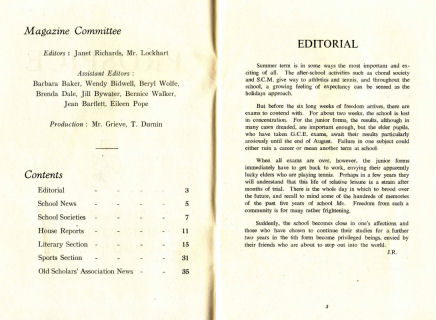 Magazine Committee
Editors : Janet Richards, Mr. Lockhart
Assistant Editors :
Barbara Baker, Wendy Bidwell, Beryl Wolfe,
Brenda Dale, Jill Bywater, Bernice Walker,
Jean Bartlett, Eileen Pope
Production : Mr. Grieve, T. Durnin
Contents
Editorial - - - - 3
School News - - - - 5
School Societies - - - - 7
House Reports - - - - 11
Literary Section - - - - 15
Sports Section - - - - 31
Old Scholars' Association News - - 35
EDITORIAL
Summer term is in some ways the most important and ex-
citing of all. The after-school activities such as choral society
and S.C.M. give way to athletics and tennis, and throughout the
school, a growing feeling of expectancy can be sensed as the
holidays approach.
But before the six long weeks of freedom arrives, there are
exams to contend with. For about two weeks, the school is lost
in concentration. For the junior forms, the results, although in
many cases dreaded, are important enough, but the elder pupils,
who have taken G.C.E. exams, await their results particularly
anxiously until the end of August. Failure in one subject could
either ruin a career or mean another term at school.
When all exams are over, however, the junior forms
immediately have to get back to work, envying their apparently
lucky elders who are playing tennis. Perhaps in a few years they
will understand that this life of relative leisure is a strain after
months of trial. There is the whole day in which to brood over
the future, and recall to mind some of the hundreds of memories
of the past five years of school life. Freedom from such a
community is for many rather frightening.
Suddenly, the school becomes close in one's affections and
those who have chosen to continue their studies for a further
two years in the 6th form become privileged beings, envied by
their friends who are about to step out into the world.
J.R.
3